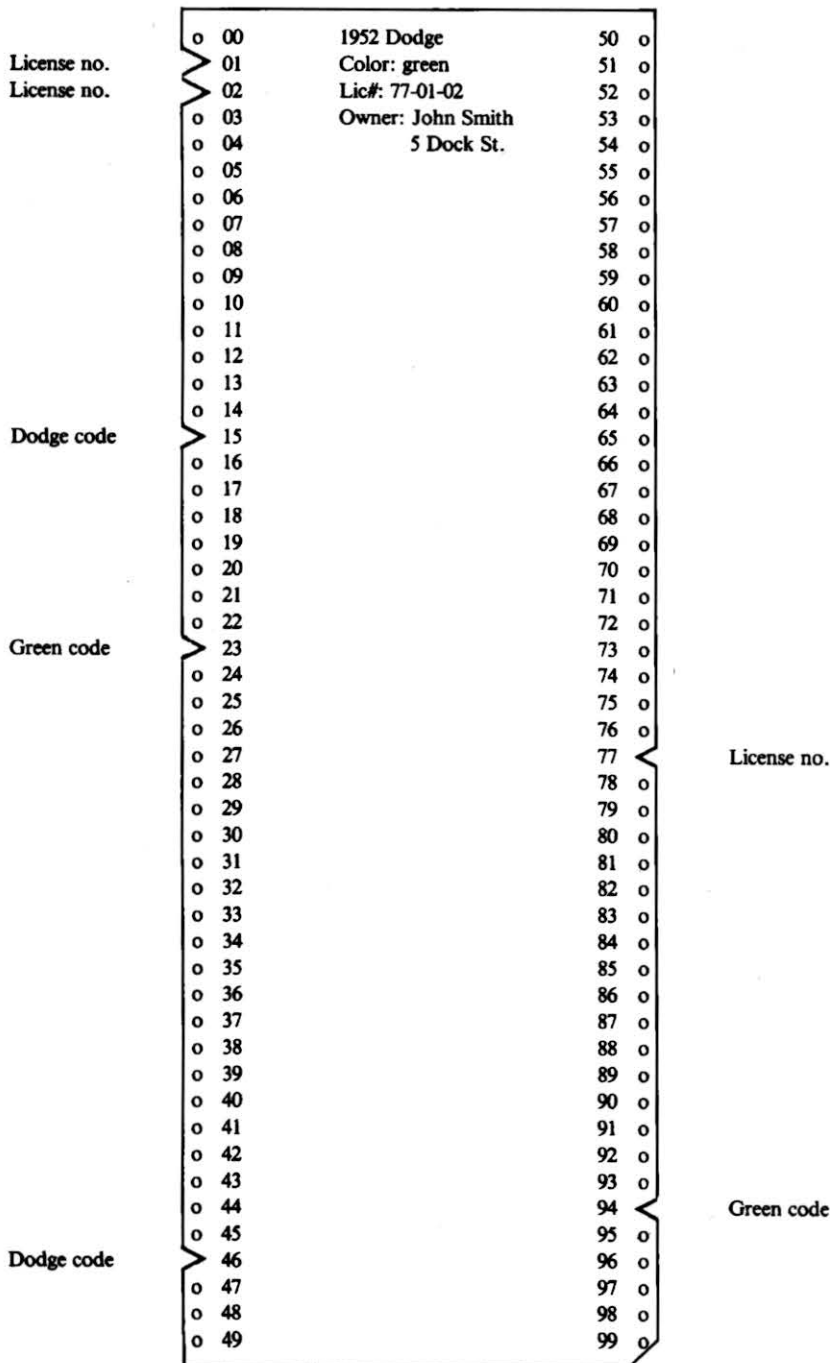 o 00 1952 Dodge 50 o
License no. 01 Color: green 51 o
License no. 02 Lic#: 77-01-02 52 o
o 03 Owner: John Smith 53 o
o 04 5 Dock St. 54 o
o 05 55 o
o 06 56 o
o 07 57 o
o 08 58 o
o 09 59 o
o 10 60 o
o 11 61 o
o 12 62 o
o 13 63 o
o 14 64 o
Dodge code 15 65 o
o 16 66 o
o 17 67 o
o 18 68 o
o 19 69 o
o 20 70 o
o 21 71 o
o 22 72 o
Green code 23 73 o
o 24 74 o
o 25 75 o
o 26 76 o
o 27 77 License no.
o 28 78 o
o 29 79 o
o 30 80 o
o 31 81 o
o 32 82 o
o 33 83 o
o 34 84 o
o 35 85 o
o 36 86 o
o 37 87 o
o 38 88 o
o 39 89 o
o 40 90 o
o 41 91 o
o 42 92 o
o 43 93 o
o 44 94 Green code
o 45 95 o
Dodge code 46 96 o
o 47 97 o
o 48 98 o
o 49 99 o